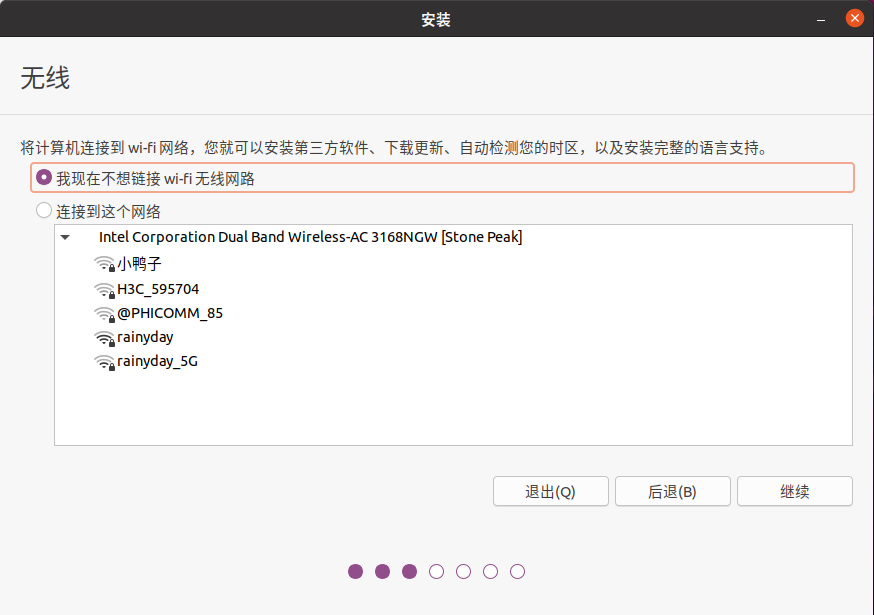 安装
无线
将计算机连接到 wi-fi 网络，您就可以安装第三方软件、下载更新、自动检测您的时区，以及安装完整的语言支持。
我现在不想链接 wi-fi 无线网路
连接到这个网络
Intel Corporation Dual Band Wireless-AC 3168NGW [Stone Peak]
小鸭子
H3C_595704
@PHICOMM_85
rainyday
rainyday_5G
退出(Q) 后退(B) 继续